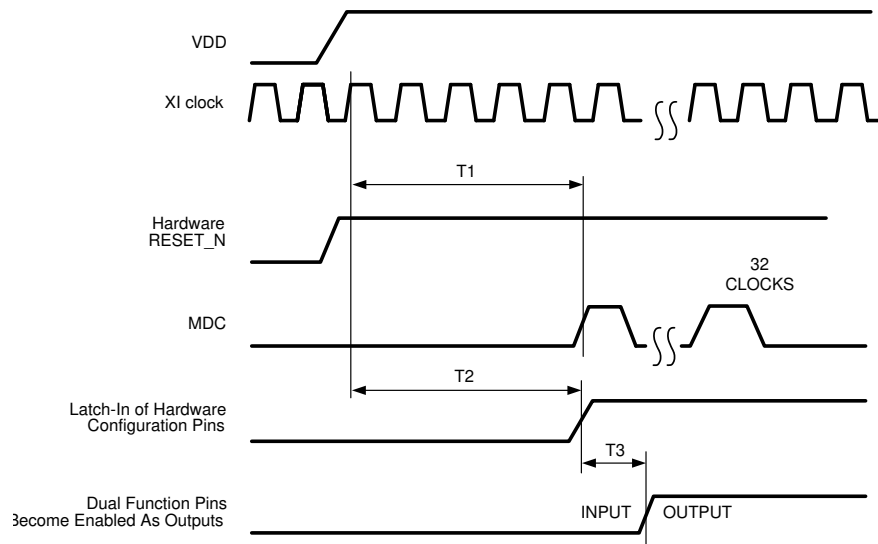 VDD
XI clock
T1
Hardware
RESET_N
32
CLOCKS
MDC
T2
Latch-In of Hardware
Configuration Pins
T3
Dual Function Pins
Become Enabled As Outputs
INPUT
OUTPUT